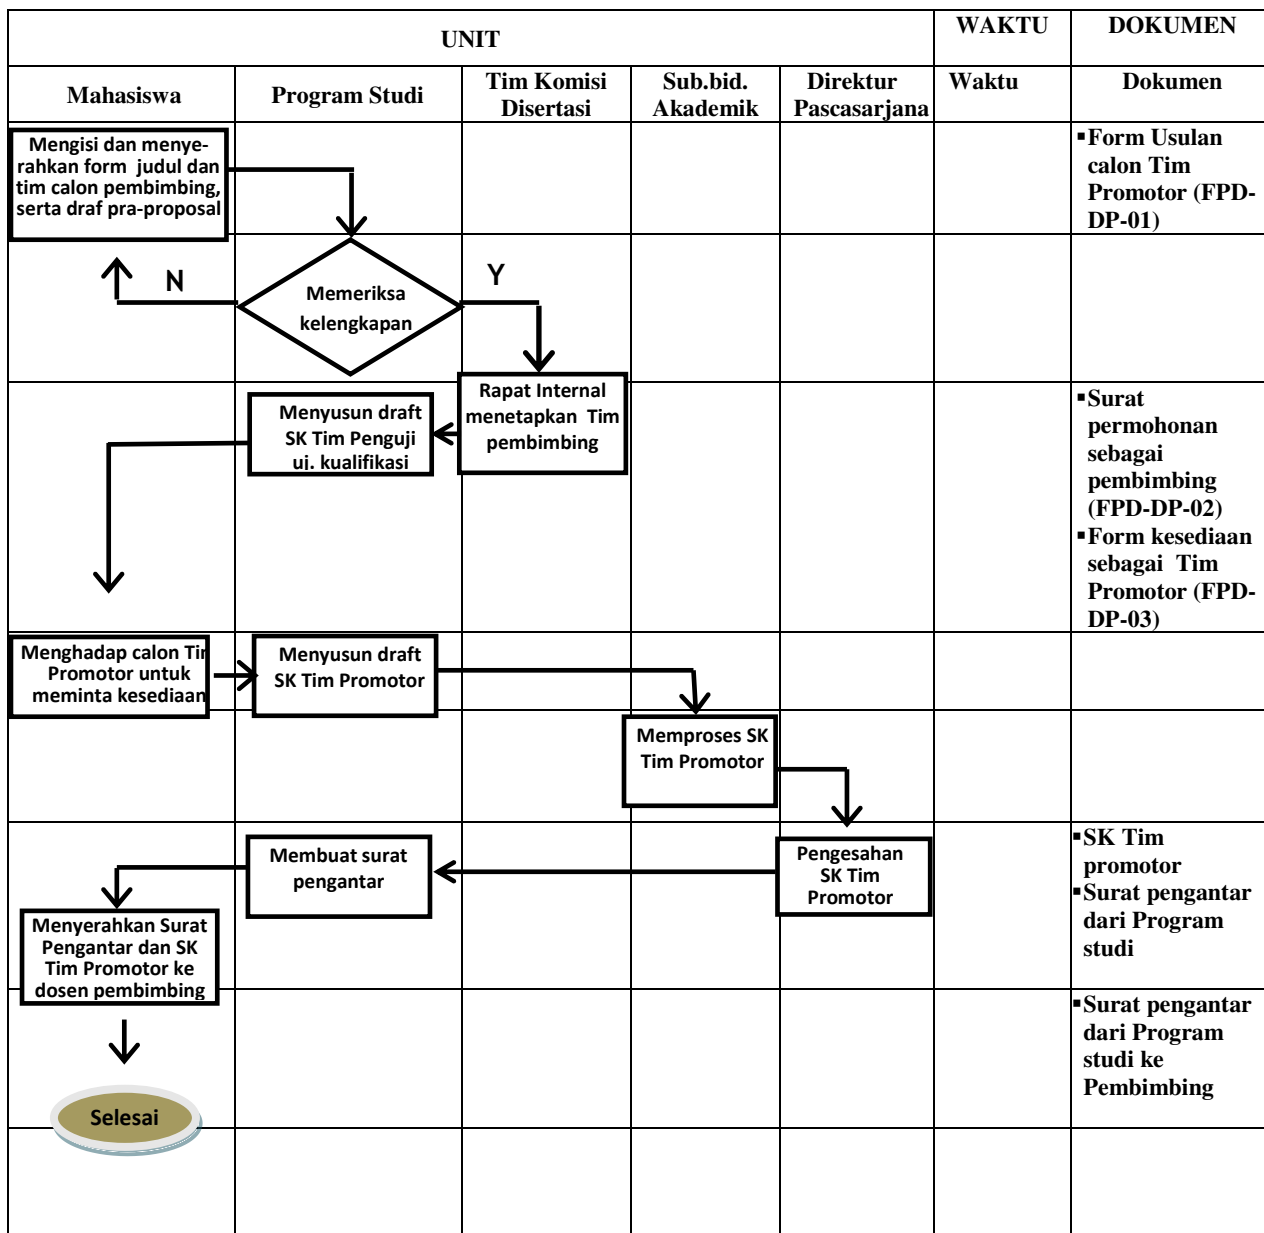 UNIT
WAKTU
DOKUMEN
Mahasiswa
Program Studi
Tim Komisi
Disertasi
Sub.bid.
Akademik
Direktur
Pascasarjana
Waktu
Dokumen
Mengisi dan menye-
rahkan form judul dan
tim calon pembimbing,
serta draf pra-proposal
▪Form Usulan
calon Tim
Promotor (FPD-
DP-01)
N
Memeriksa
kelengkapan
Y
Menyusun draft
SK Tim Penguji
uj. kualifikasi
Rapat Internal
menetapkan Tim
pembimbing
▪Surat
permohonan
sebagai
pembimbing
(FPD-DP-02)
▪Form kesediaan
sebagai Tim
Promotor (FPD-
DP-03)
Menghadap calon Tim
Promotor untuk
meminta kesediaan
Menyusun draft
SK Tim Promotor
Memproses SK
Tim Promotor
Membuat surat
pengantar
Pengesahan
SK Tim
Promotor
▪SK Tim
promotor
▪Surat pengantar
dari Program
studi
Menyerahkan Surat
Pengantar dan SK
Tim Promotor ke
dosen pembimbing
▪Surat pengantar
dari Program
studi ke
Pembimbing
Selesai